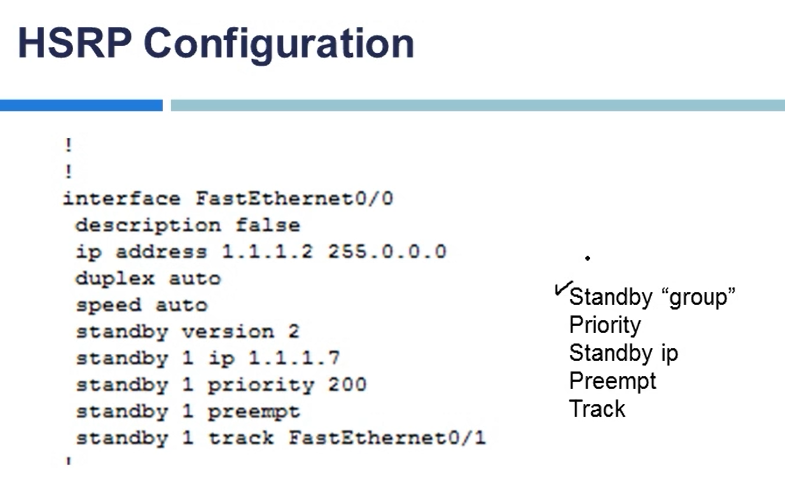 HSRP Configuration
!
!
interface FastEthernet0/0
description false
ip address 1.1.1.2 255.0.0.0
duplex auto
speed auto
standby version 2
standby 1 ip 1.1.1.7
standby 1 priority 200
standby 1 preempt
standby 1 track FastEthernet0/1
!
Standby “group”
Priority
Standby ip
Preempt
Track